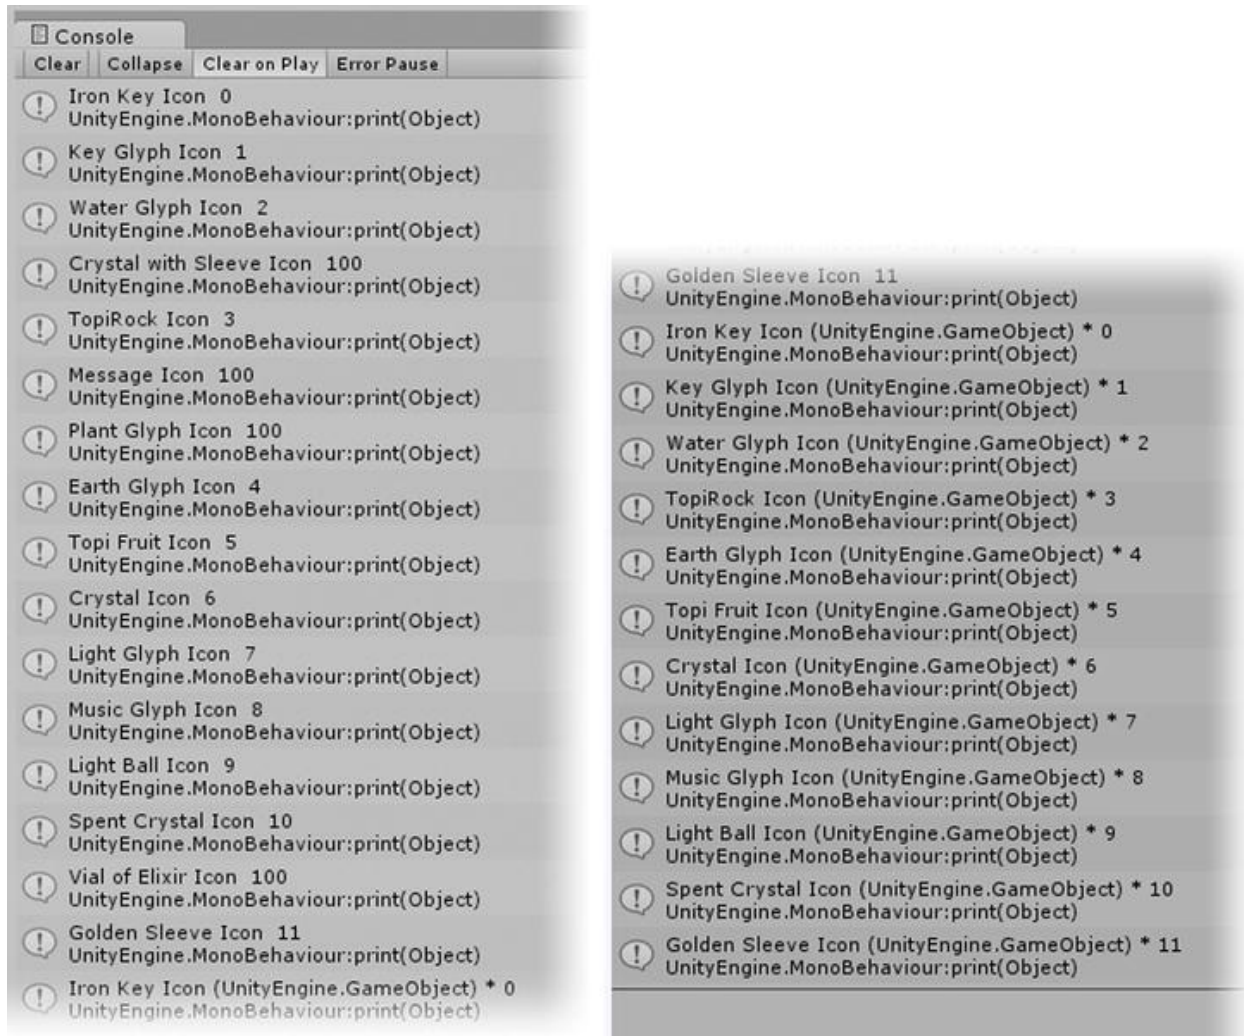 Console
Clear Collapse Clear on Play Error Pause
Iron Key Icon 0
UnityEngine.MonoBehaviour:print(Object)
Key Glyph Icon 1
UnityEngine.MonoBehaviour:print(Object)
Water Glyph Icon 2
UnityEngine.MonoBehaviour:print(Object)
Crystal with Sleeve Icon 100
UnityEngine.MonoBehaviour:print(Object)
TopiRock Icon 3
UnityEngine.MonoBehaviour:print(Object)
Message Icon 100
UnityEngine.MonoBehaviour:print(Object)
Plant Glyph Icon 100
UnityEngine.MonoBehaviour:print(Object)
Earth Glyph Icon 4
UnityEngine.MonoBehaviour:print(Object)
Topi Fruit Icon 5
UnityEngine.MonoBehaviour:print(Object)
Crystal Icon 6
UnityEngine.MonoBehaviour:print(Object)
Light Glyph Icon 7
UnityEngine.MonoBehaviour:print(Object)
Music Glyph Icon 8
UnityEngine.MonoBehaviour:print(Object)
Light Ball Icon 9
UnityEngine.MonoBehaviour:print(Object)
Spent Crystal Icon 10
UnityEngine.MonoBehaviour:print(Object)
Vial of Elixir Icon 100
UnityEngine.MonoBehaviour:print(Object)
Golden Sleeve Icon 11
UnityEngine.MonoBehaviour:print(Object)
Iron Key Icon (UnityEngine.GameObject) * 0
UnityEngine.MonoBehaviour:print(Object)
Golden Sleeve Icon 11
UnityEngine.MonoBehaviour:print(Object)
Iron Key Icon (UnityEngine.GameObject) * 0
UnityEngine.MonoBehaviour:print(Object)
Key Glyph Icon (UnityEngine.GameObject) * 1
UnityEngine.MonoBehaviour:print(Object)
Water Glyph Icon (UnityEngine.GameObject) * 2
UnityEngine.MonoBehaviour:print(Object)
TopiRock Icon (UnityEngine.GameObject) * 3
UnityEngine.MonoBehaviour:print(Object)
Earth Glyph Icon (UnityEngine.GameObject) * 4
UnityEngine.MonoBehaviour:print(Object)
Topi Fruit Icon (UnityEngine.GameObject) * 5
UnityEngine.MonoBehaviour:print(Object)
Crystal Icon (UnityEngine.GameObject) * 6
UnityEngine.MonoBehaviour:print(Object)
Light Glyph Icon (UnityEngine.GameObject) * 7
UnityEngine.MonoBehaviour:print(Object)
Music Glyph Icon (UnityEngine.GameObject) * 8
UnityEngine.MonoBehaviour:print(Object)
Light Ball Icon (UnityEngine.GameObject) * 9
UnityEngine.MonoBehaviour:print(Object)
Spent Crystal Icon (UnityEngine.GameObject) * 10
UnityEngine.MonoBehaviour:print(Object)
Golden Sleeve Icon (UnityEngine.GameObject) * 11
UnityEngine.MonoBehaviour:print(Object)